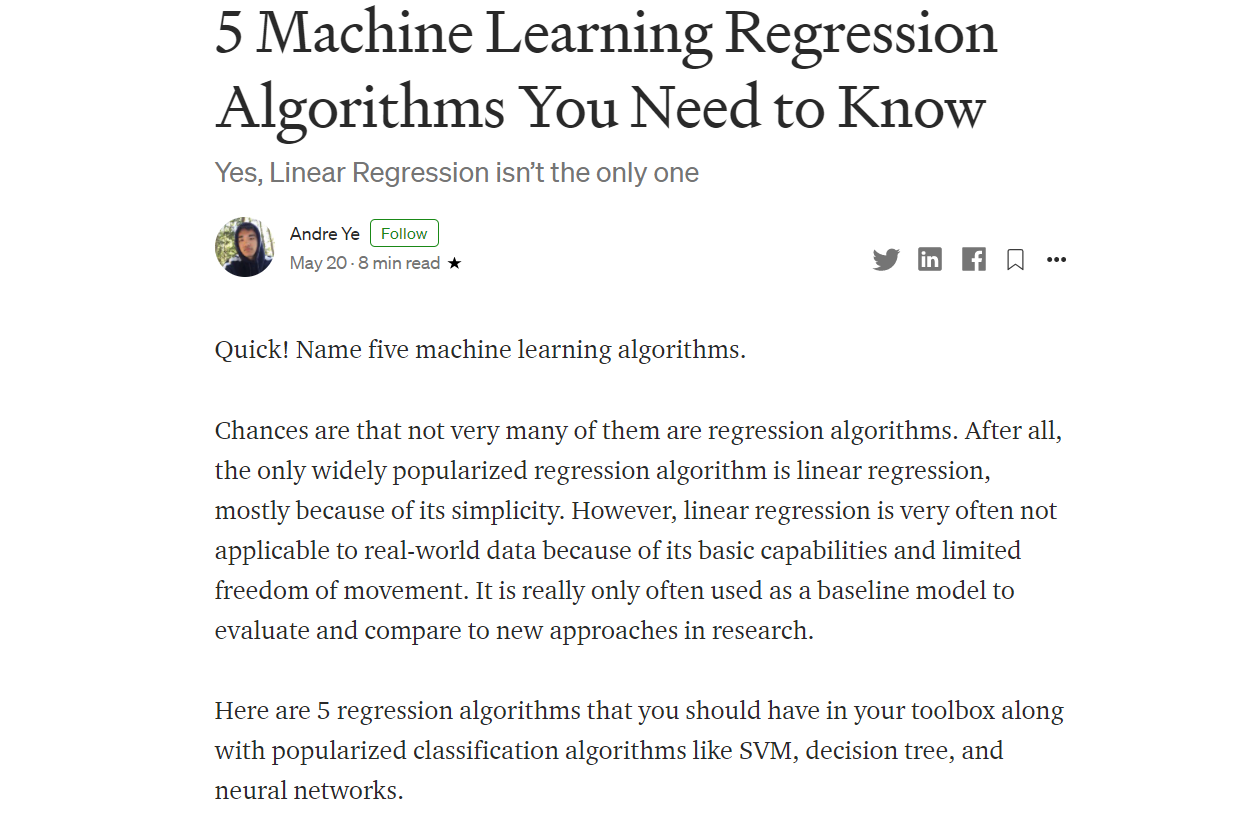 5 Machine Learning Regression
Algorithms You Need to Know
Yes, Linear Regression isn’t the only one
Andre Ye Follow
May 20 · 8 min read ★
Quick! Name five machine learning algorithms.
Chances are that not very many of them are regression algorithms. After all,
the only widely popularized regression algorithm is linear regression,
mostly because of its simplicity. However, linear regression is very often not
applicable to real-world data because of its basic capabilities and limited
freedom of movement. It is really only often used as a baseline model to
evaluate and compare to new approaches in research.
Here are 5 regression algorithms that you should have in your toolbox along
with popularized classification algorithms like SVM, decision tree, and
neural networks.